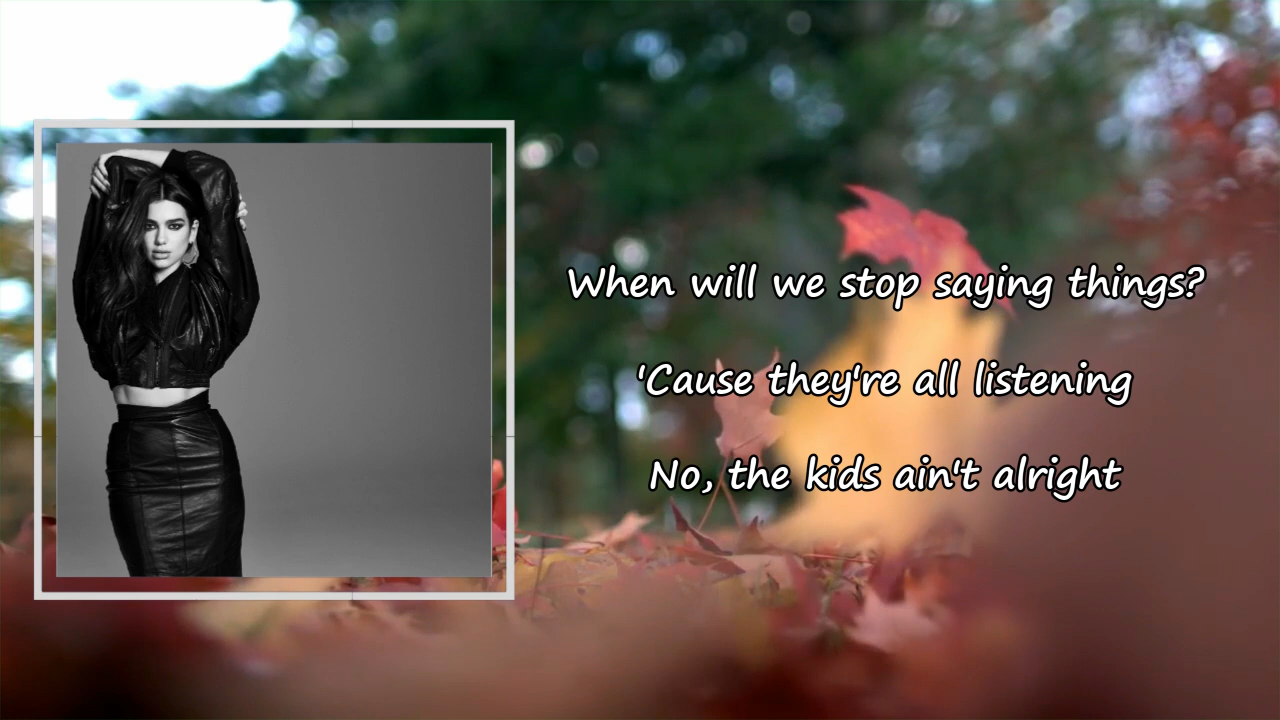 When will we stop saying things?
'Cause they're all listening
No, the kids ain't alright